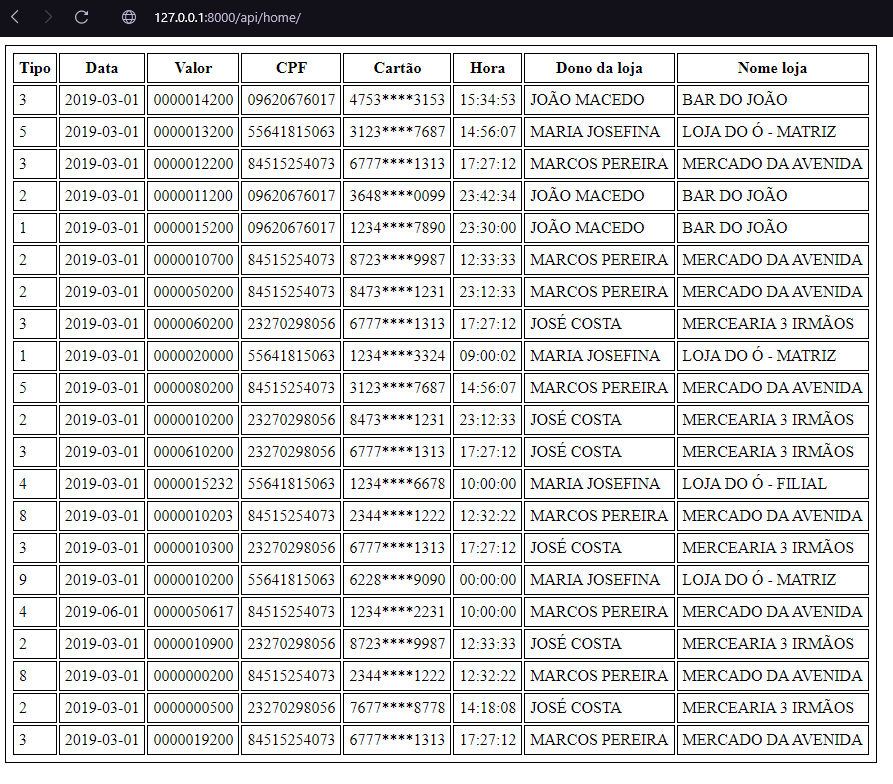 127.0.0.1:8000/api/home/
Tipo Data Valor CPF Cartão Hora Dono da loja Nome loja
3 2019-03-01 0000014200 09620676017 4753****3153 15:34:53 JOÃO MACEDO BAR DO JOÃO
5 2019-03-01 0000013200 55641815063 3123****7687 14:56:07 MARIA JOSEFINA LOJA DO Ó - MATRIZ
3 2019-03-01 0000012200 84515254073 6777****1313 17:27:12 MARCOS PEREIRA MERCADO DA AVENIDA
2 2019-03-01 0000011200 09620676017 3648****0099 23:42:34 JOÃO MACEDO BAR DO JOÃO
1 2019-03-01 0000015200 09620676017 1234****7890 23:30:00 JOÃO MACEDO BAR DO JOÃO
2 2019-03-01 0000010700 84515254073 8723****9987 12:33:33 MARCOS PEREIRA MERCADO DA AVENIDA
2 2019-03-01 0000050200 84515254073 8473****1231 23:12:33 MARCOS PEREIRA MERCADO DA AVENIDA
3 2019-03-01 0000060200 23270298056 6777****1313 17:27:12 JOSÉ COSTA MERCEARIA 3 IRMÃOS
1 2019-03-01 0000020000 55641815063 1234****3324 09:00:02 MARIA JOSEFINA LOJA DO Ó - MATRIZ
5 2019-03-01 0000080200 84515254073 3123****7687 14:56:07 MARCOS PEREIRA MERCADO DA AVENIDA
2 2019-03-01 0000010200 23270298056 8473****1231 23:12:33 JOSÉ COSTA MERCEARIA 3 IRMÃOS
3 2019-03-01 0000610200 23270298056 6777****1313 17:27:12 JOSÉ COSTA MERCEARIA 3 IRMÃOS
4 2019-03-01 0000015232 55641815063 1234****6678 10:00:00 MARIA JOSEFINA LOJA DO Ó - FILIAL
8 2019-03-01 0000010203 84515254073 2344****1222 12:32:22 MARCOS PEREIRA MERCADO DA AVENIDA
3 2019-03-01 0000010300 23270298056 6777****1313 17:27:12 JOSÉ COSTA MERCEARIA 3 IRMÃOS
9 2019-03-01 0000010200 55641815063 6228****9090 00:00:00 MARIA JOSEFINA LOJA DO Ó - MATRIZ
4 2019-06-01 0000050617 84515254073 1234****2231 10:00:00 MARCOS PEREIRA MERCADO DA AVENIDA
2 2019-03-01 0000010900 23270298056 8723****9987 12:33:33 JOSÉ COSTA MERCEARIA 3 IRMÃOS
8 2019-03-01 0000000200 84515254073 2344****1222 12:32:22 MARCOS PEREIRA MERCADO DA AVENIDA
2 2019-03-01 0000000500 23270298056 7677****8778 14:18:08 JOSÉ COSTA MERCEARIA 3 IRMÃOS
3 2019-03-01 0000019200 84515254073 6777****1313 17:27:12 MARCOS PEREIRA MERCADO DA AVENIDA